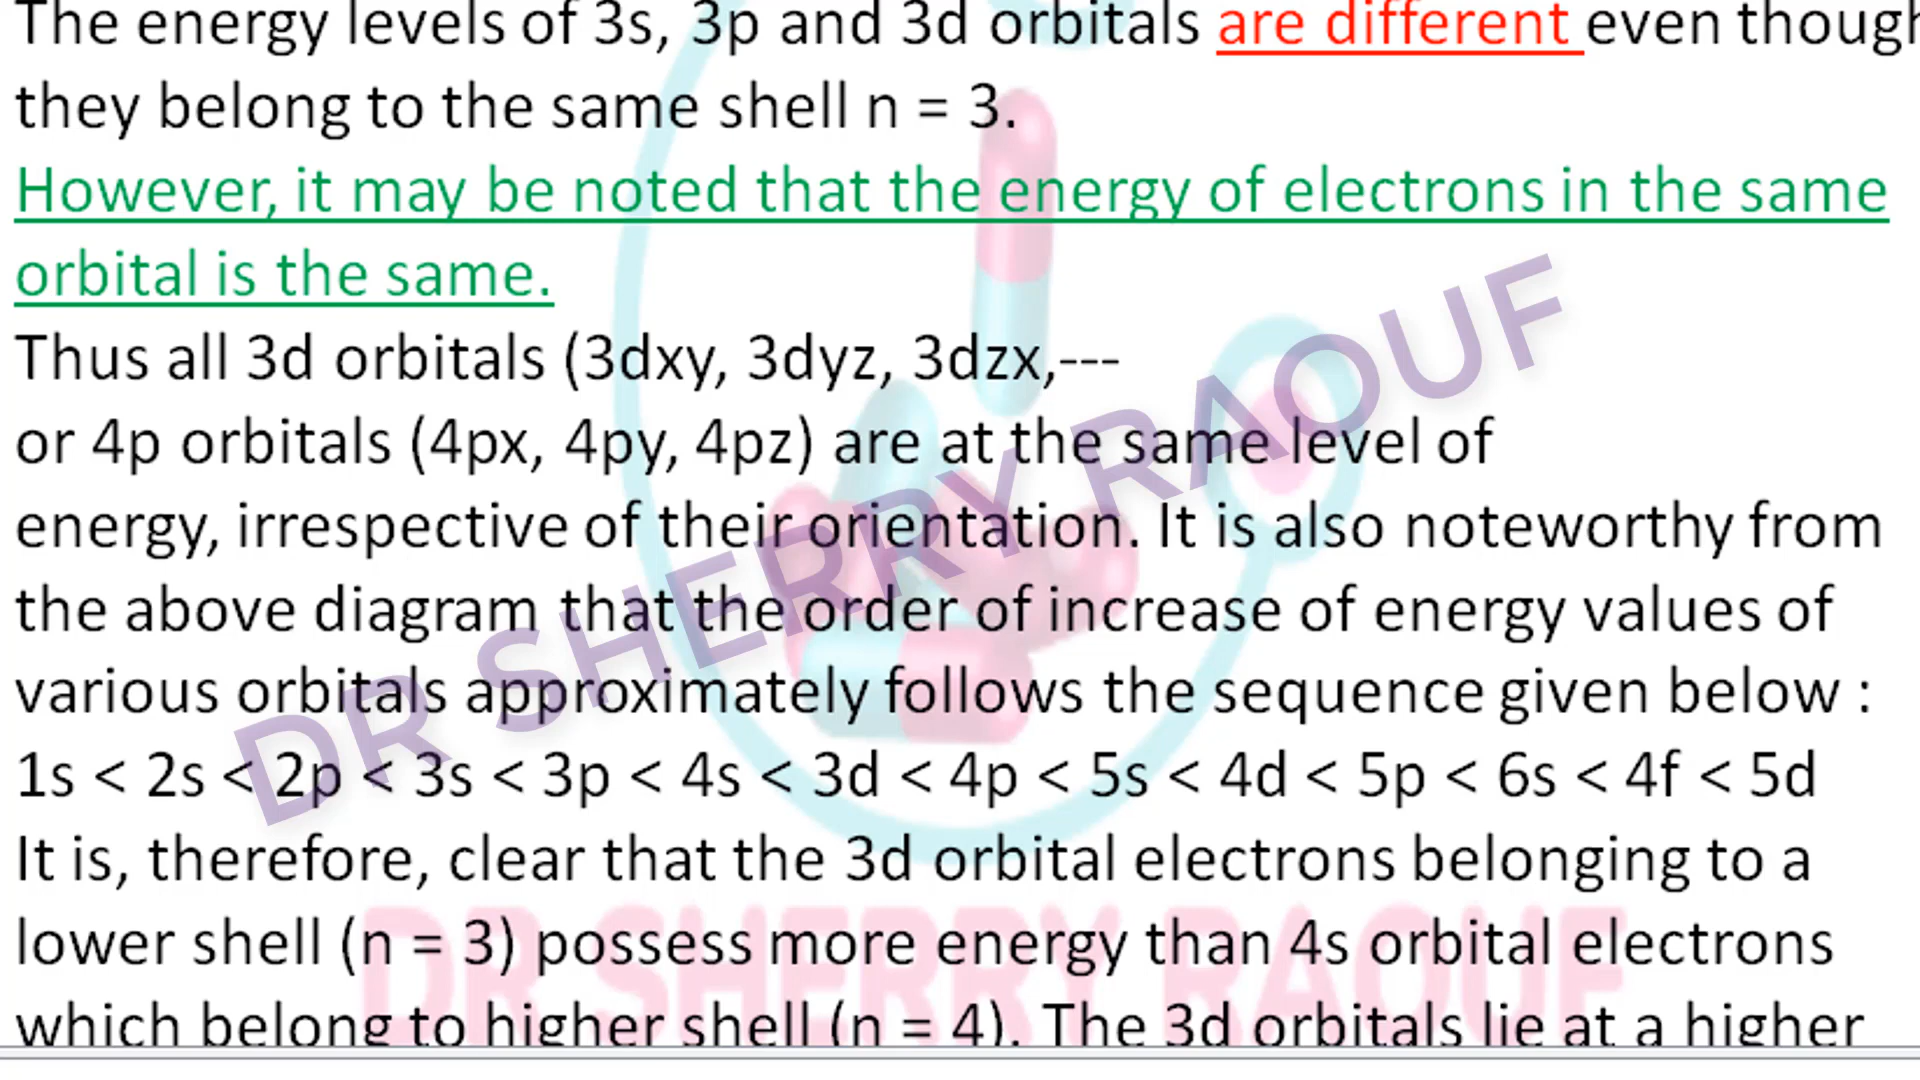 The energy levels of 3s, 3p and 3d orbitals are different even though
they belong to the same shell n = 3.
However, it may be noted that the energy of electrons in the same
orbital is the same.
Thus all 3d orbitals (3dxy, 3dyz, 3dzx,---
or 4p orbitals (4px, 4py, 4pz) are at the same level of
energy, irrespective of their orientation. It is also noteworthy from
the above diagram that the order of increase of energy values of
various orbitals approximately follows the sequence given below :
1s < 2s < 2p < 3s < 3p < 4s < 3d < 4p < 5s < 4d < 5p < 6s < 4f < 5d
It is, therefore, clear that the 3d orbital electrons belonging to a
lower shell (n = 3) possess more energy than 4s orbital electrons
which belong to higher shell (n = 4). The 3d orbitals lie at a higher
DR SHERRY RAOUF
DR SHERRY RAOUF